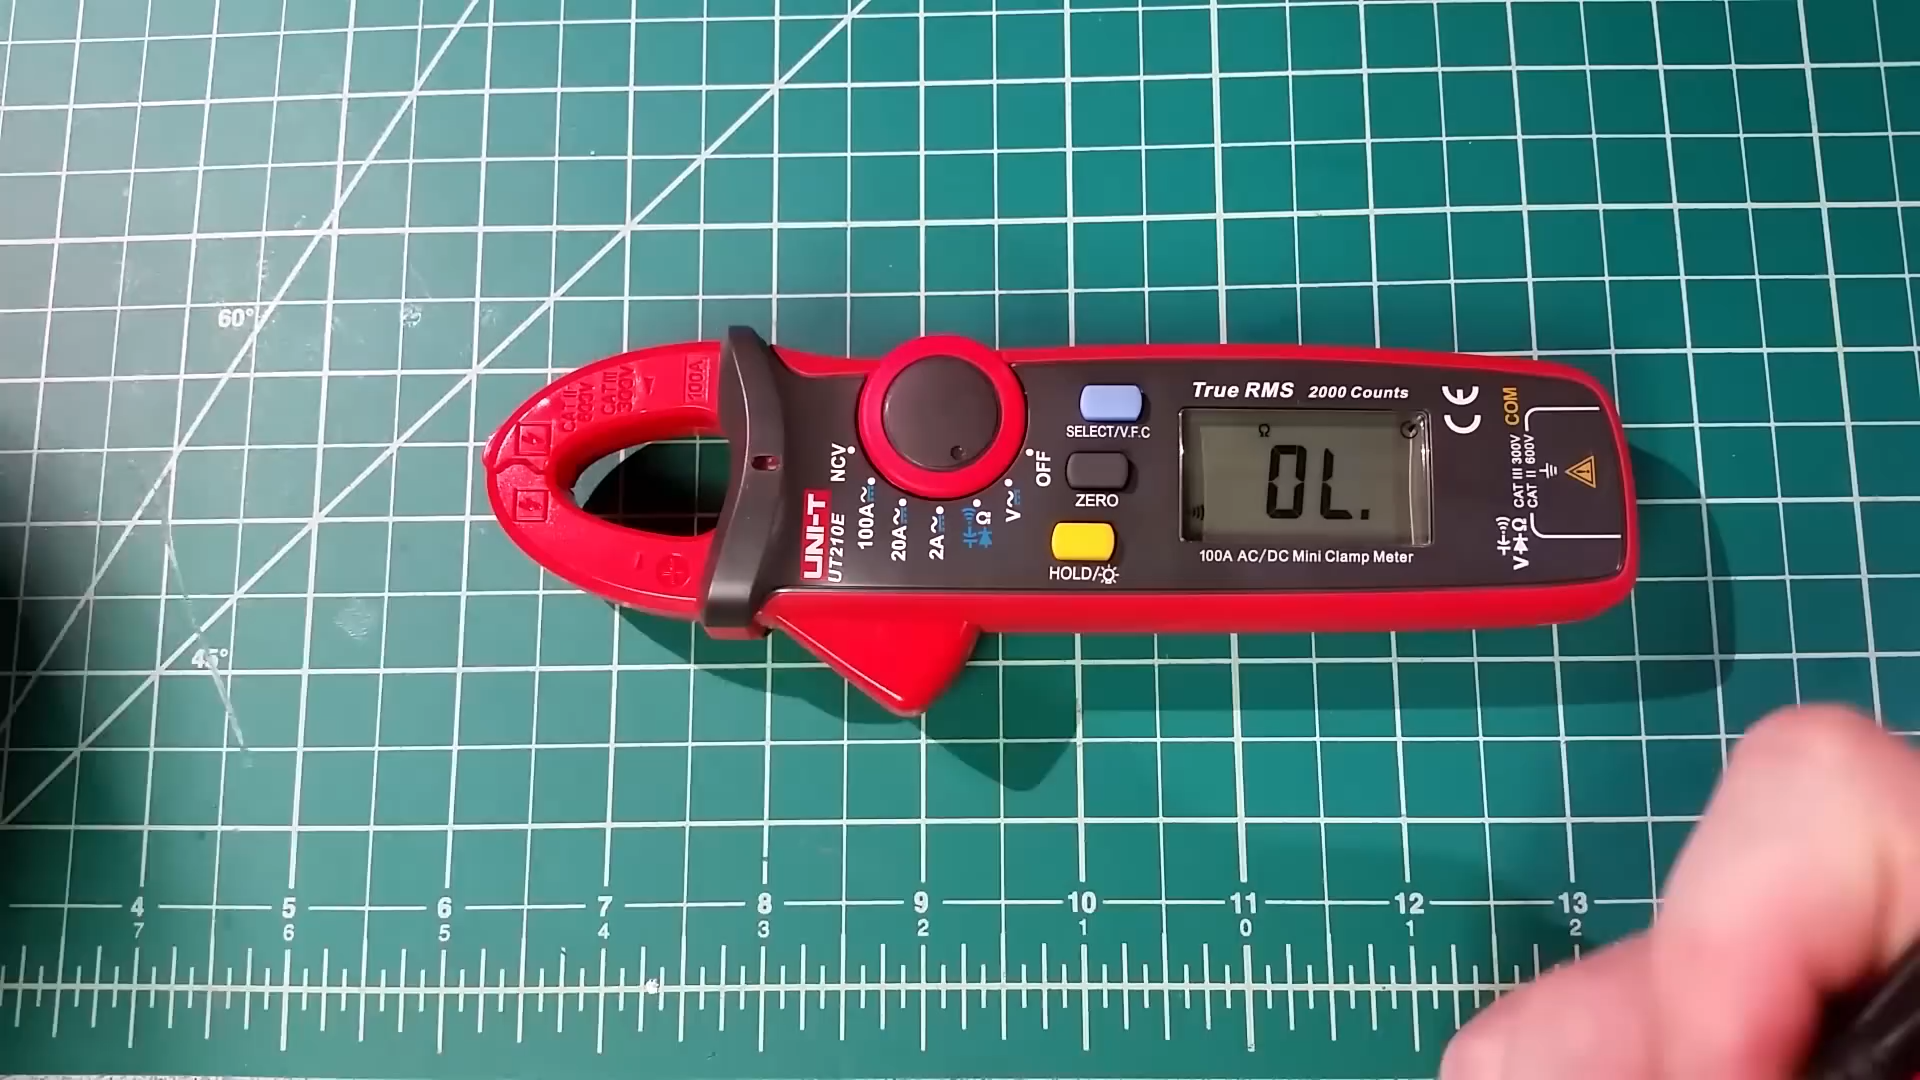 60°
45°
CAT II
600V
CAT III
300V
100A
UNI-T
UT210E
NCV
100A
20A
2A
Ω
V
OFF
SELECT/V.F.C
ZERO
HOLD/
True RMS 2000 Counts
Ω
0L.
100A AC/DC Mini Clamp Meter
CE
COM
CAT III 300V
CAT II 600V
VΩ
4 5 6 7 8 9 10 11 12 13
7 6 5 4 3 2 1 0 1 2